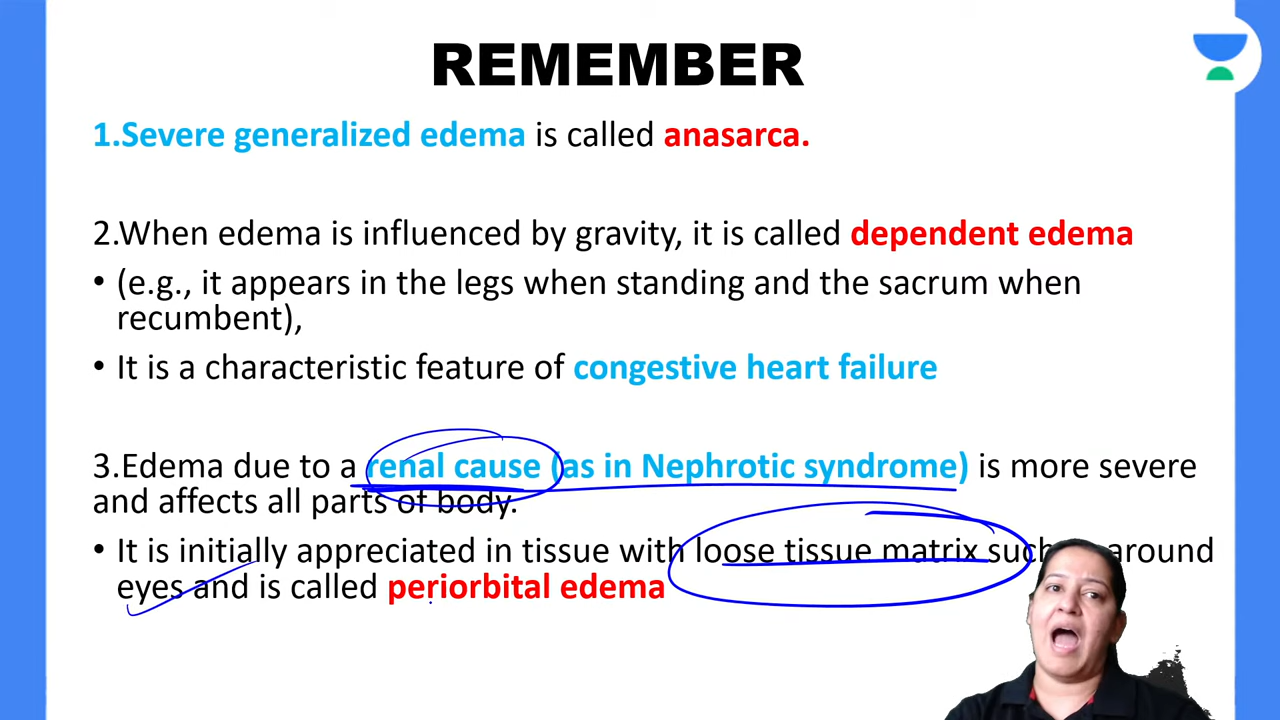 REMEMBER
1.Severe generalized edema is called anasarca.
2.When edema is influenced by gravity, it is called dependent edema
• (e.g., it appears in the legs when standing and the sacrum when
recumbent),
• It is a characteristic feature of congestive heart failure
3.Edema due to a renal cause (as in Nephrotic syndrome) is more severe
and affects all parts of body.
• It is initially appreciated in tissue with loose tissue matrix such around
eyes and is called periorbital edema